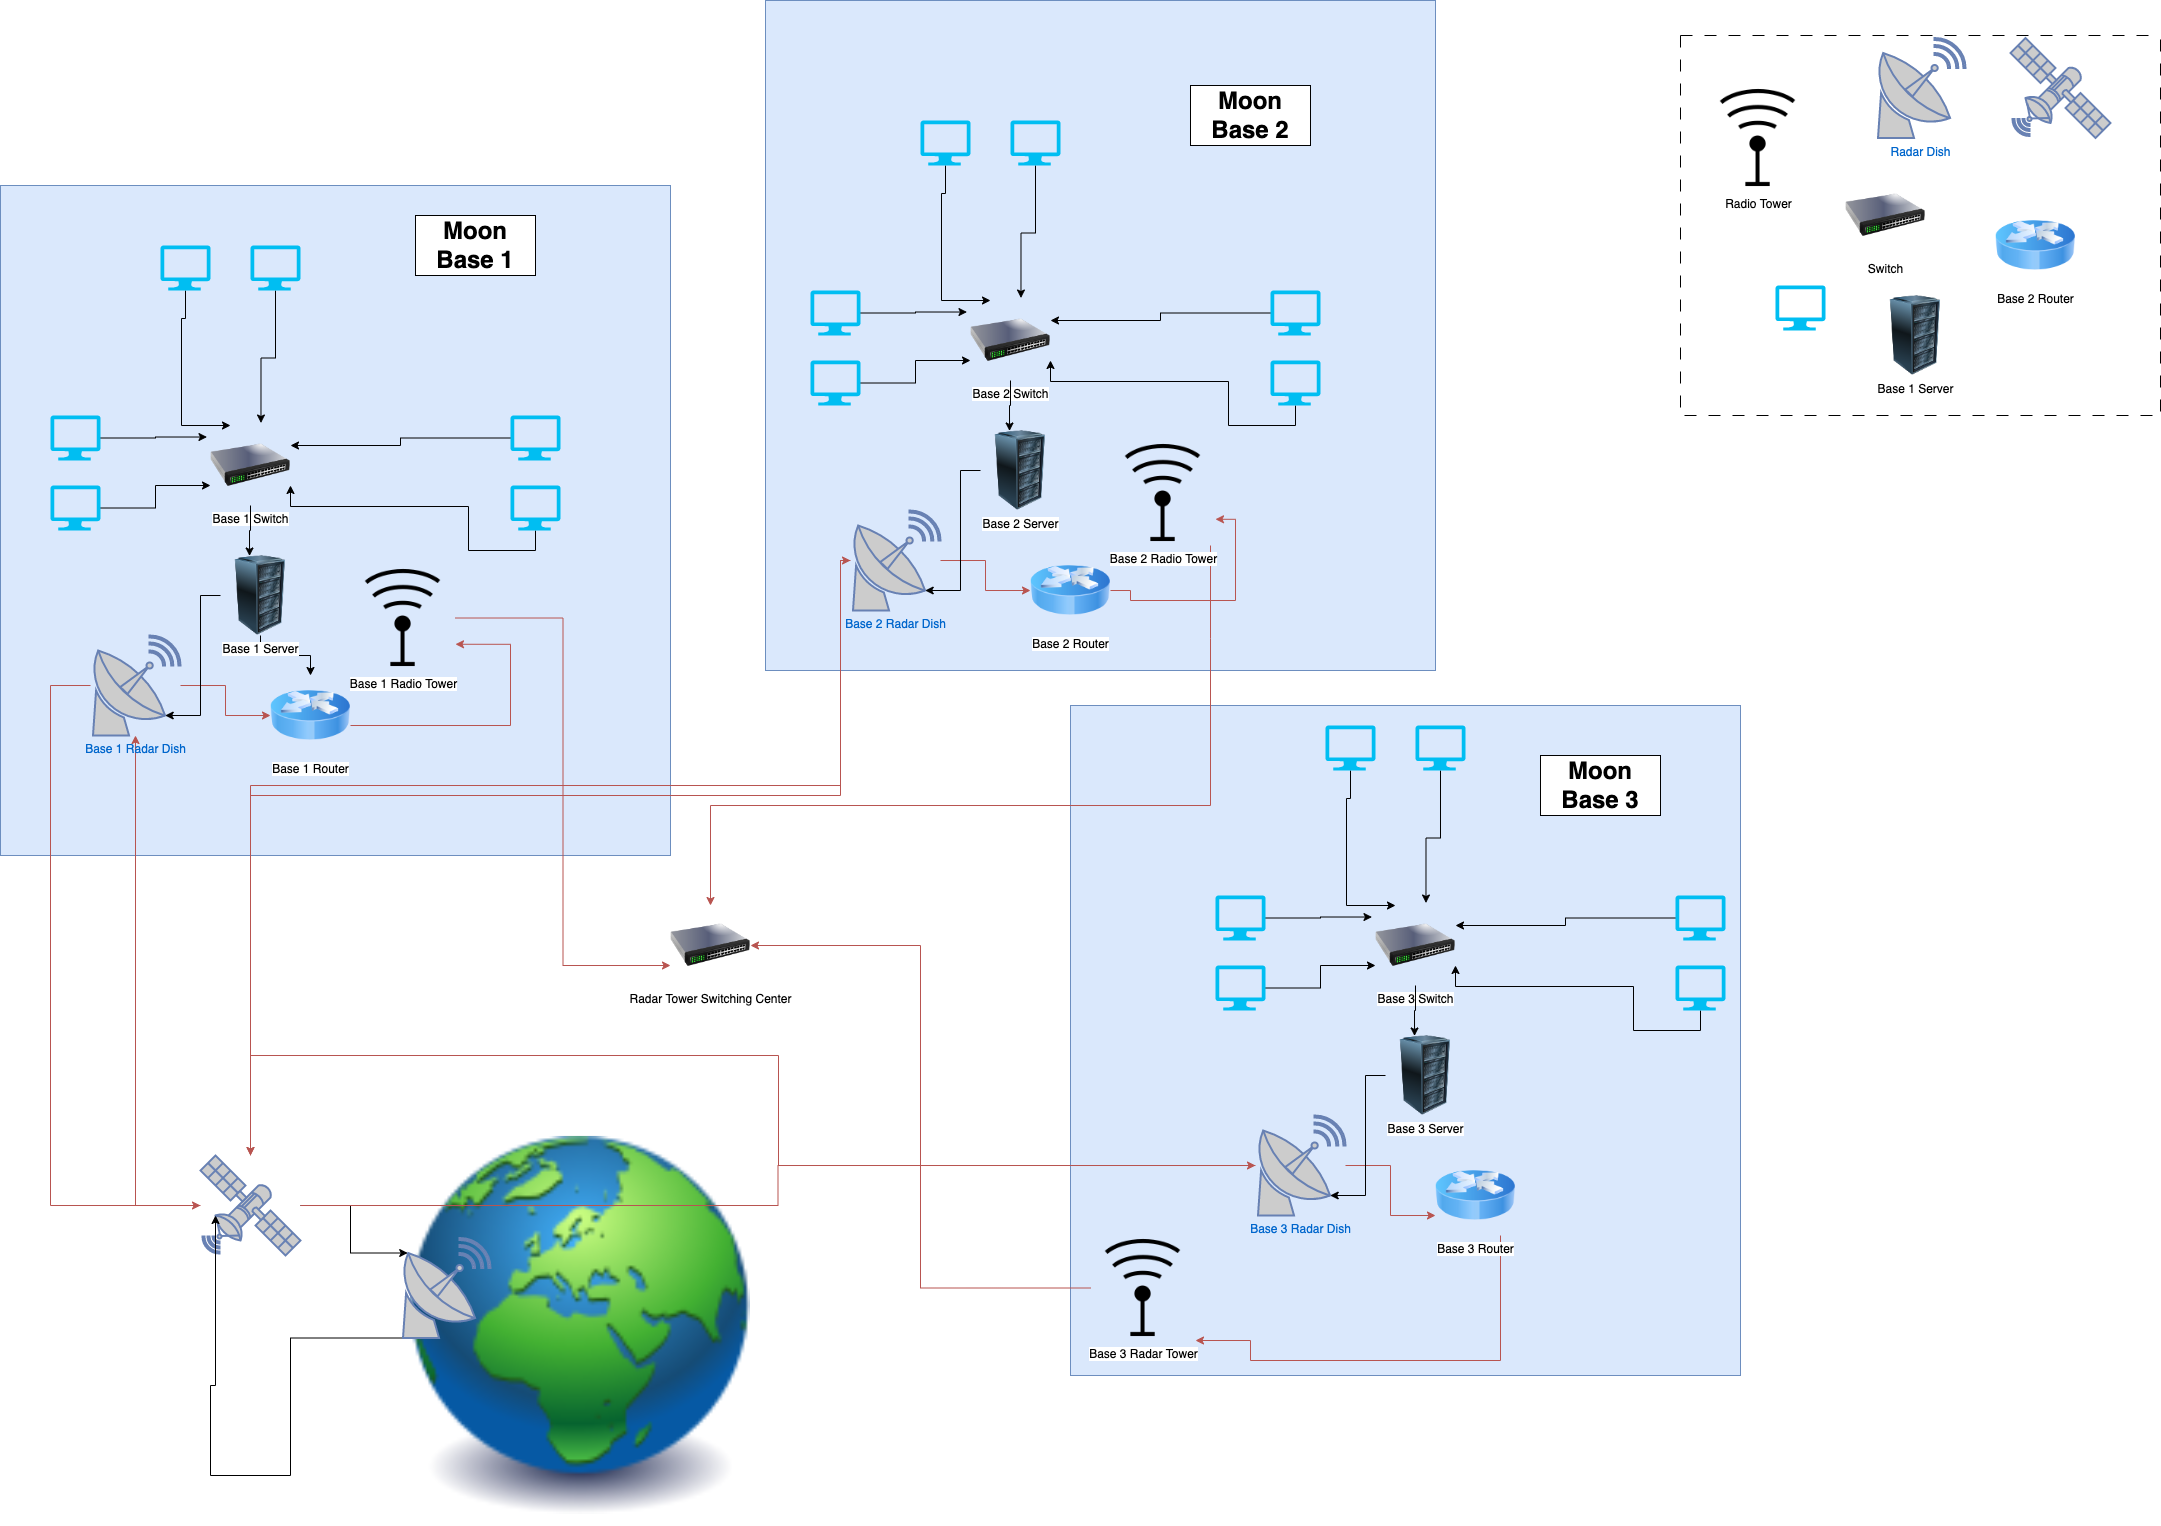 Moon
Base 2
Radar Dish
Radio Tower
Switch
Base 2 Router
Base 1 Server
Moon
Base 1
Base 2 Switch
Base 2 Server
Base 2 Radio Tower
Base 2 Radar Dish
Base 2 Router
Base 1 Switch
Base 1 Server
Base 1 Radio Tower
Base 1 Radar Dish
Base 1 Router
Moon
Base 3
Radar Tower Switching Center
Base 3 Switch
Base 3 Server
Base 3 Radar Dish
Base 3 Router
Base 3 Radar Tower